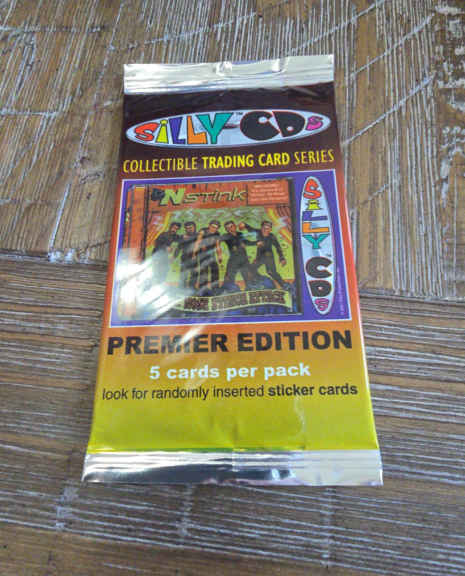 SiLLY-CDs
COLLECTIBLE TRADING CARD SERIES
'NSTINK
SiLLY CDs
PREMIER EDITION
5 cards per pack
look for randomly inserted sticker cards